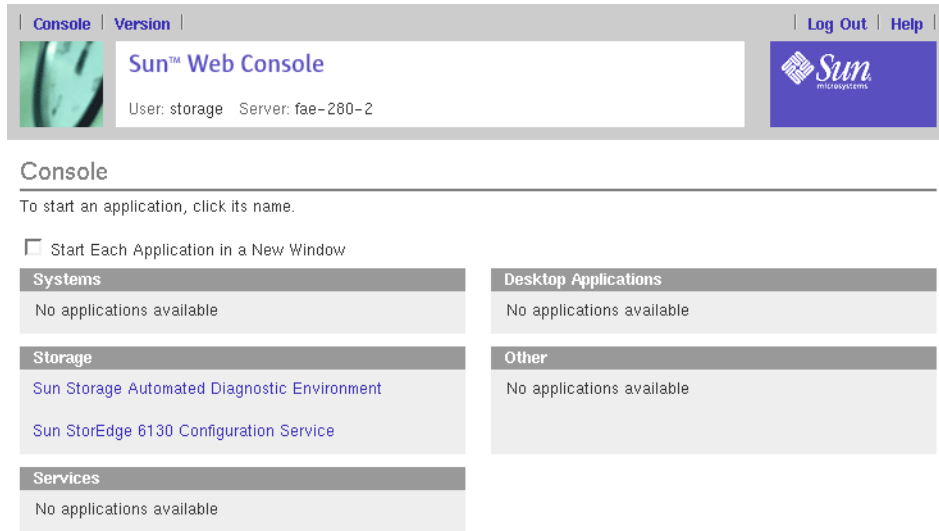 Console Version Log Out Help
Sun™ Web Console
User: storage Server: fae-280-2
Sun
microsystems
Console
To start an application, click its name.
Start Each Application in a New Window
Systems
No applications available
Desktop Applications
No applications available
Storage
Sun Storage Automated Diagnostic Environment
Sun StorEdge 6130 Configuration Service
Other
No applications available
Services
No applications available